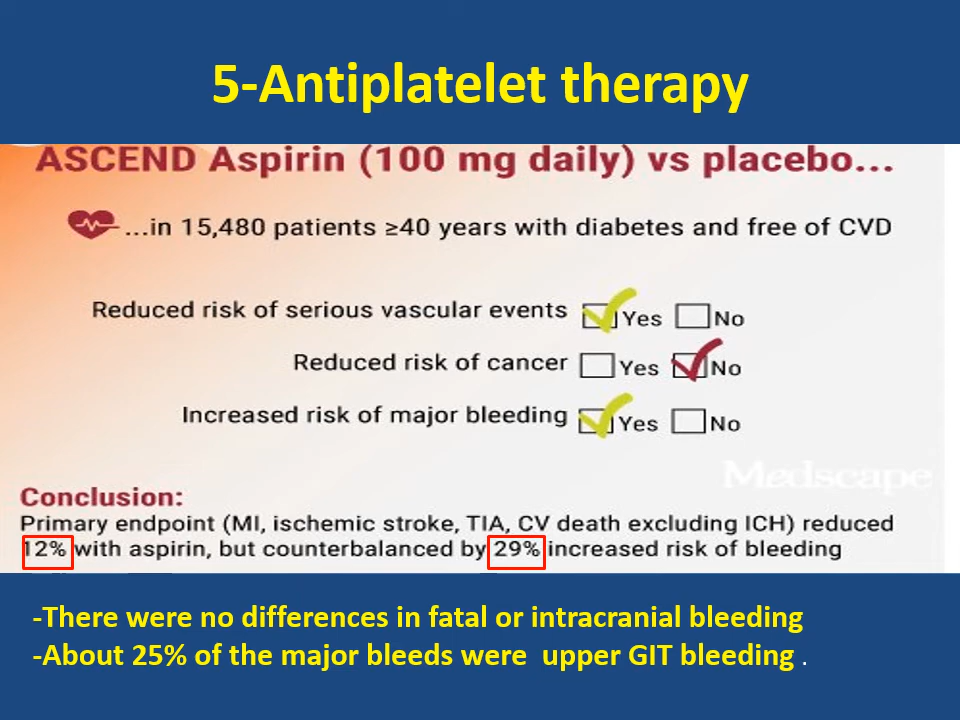 5-Antiplatelet therapy
ASCEND Aspirin (100 mg daily) vs placebo...
...in 15,480 patients ≥40 years with diabetes and free of CVD
Reduced risk of serious vascular events Yes No
Reduced risk of cancer Yes No
Increased risk of major bleeding Yes No
Medscape
Conclusion:
Primary endpoint (MI, ischemic stroke, TIA, CV death excluding ICH) reduced
12% with aspirin, but counterbalanced by 29% increased risk of bleeding
-There were no differences in fatal or intracranial bleeding
-About 25% of the major bleeds were  upper GIT bleeding .